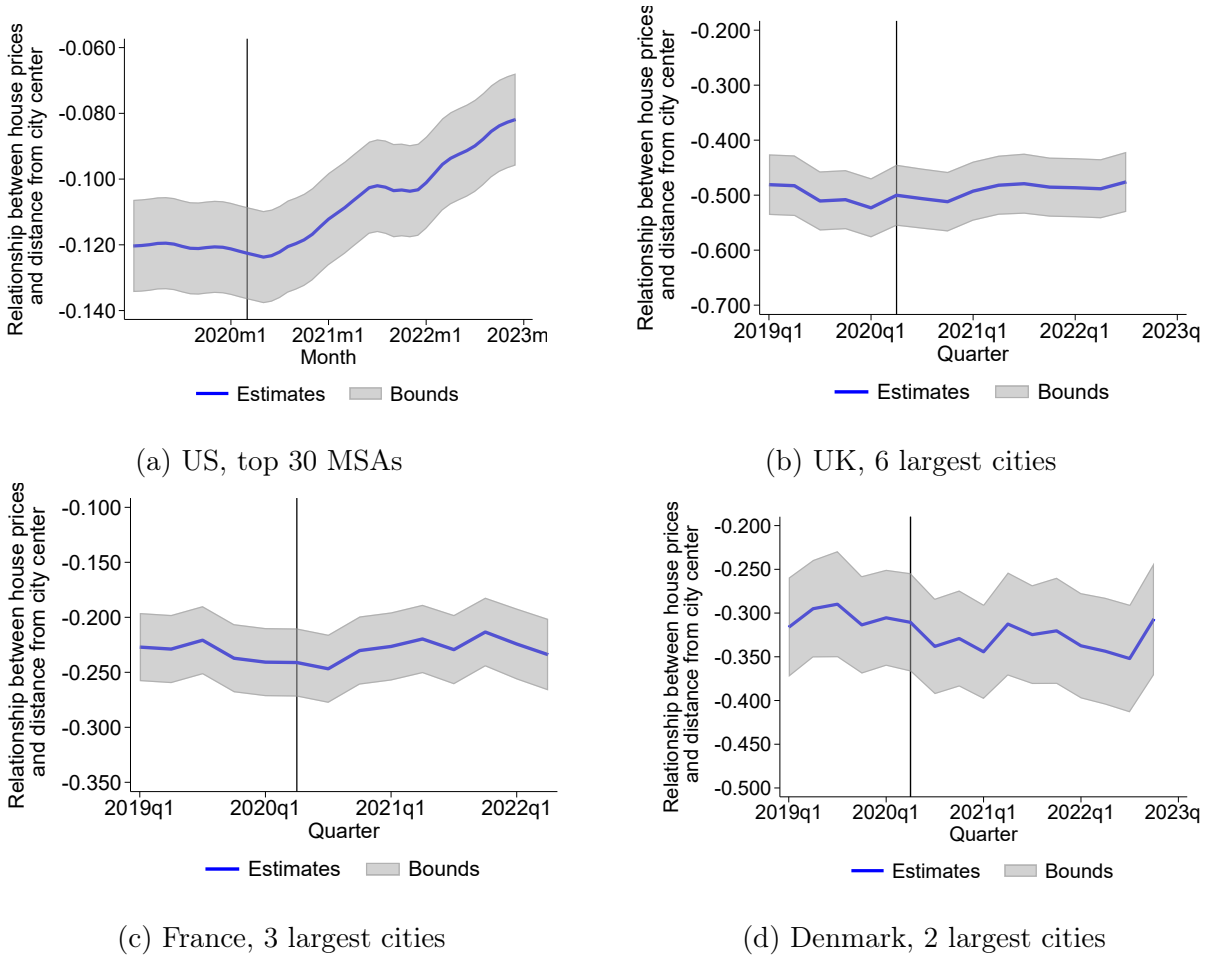 Relationship between house prices
and distance from city center
-0.060
-0.080
-0.100
-0.120
-0.140
2020m1 2021m1 2022m1 2023m
Month
Estimates Bounds
(a) US, top 30 MSAs
Relationship between house prices
and distance from city center
-0.200
-0.300
-0.400
-0.500
-0.600
-0.700
2019q1 2020q1 2021q1 2022q1 2023q
Quarter
Estimates Bounds
(b) UK, 6 largest cities
Relationship between house prices
and distance from city center
-0.100
-0.150
-0.200
-0.250
-0.300
-0.350
2019q1 2020q1 2021q1 2022q1
Quarter
Estimates Bounds
(c) France, 3 largest cities
Relationship between house prices
and distance from city center
-0.200
-0.250
-0.300
-0.350
-0.400
-0.450
-0.500
2019q1 2020q1 2021q1 2022q1 2023q
Quarter
Estimates Bounds
(d) Denmark, 2 largest cities